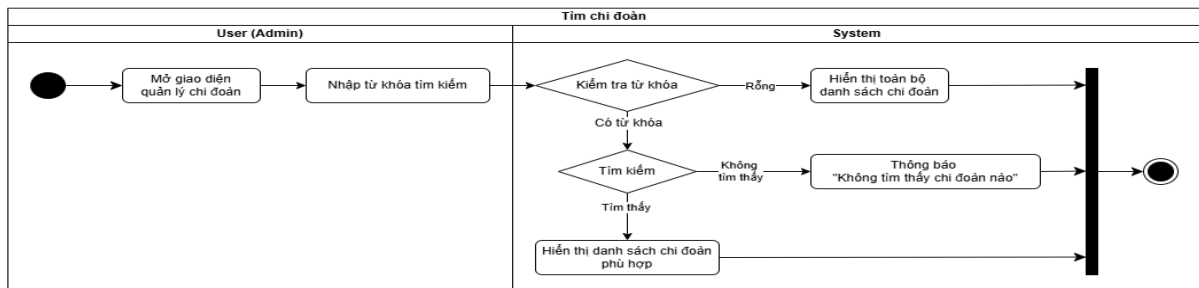 Tìm chi đoàn
User (Admin)
System
Mở giao diện
quản lý chi đoàn
Nhập từ khóa tìm kiếm
Kiểm tra từ khóa
Rỗng
Hiển thị toàn bộ
danh sách chi đoàn
Có từ khóa
Tìm kiếm
Không
tìm thấy
Thông báo
"Không tìm thấy chi đoàn nào"
Tìm thấy
Hiển thị danh sách chi đoàn
phù hợp